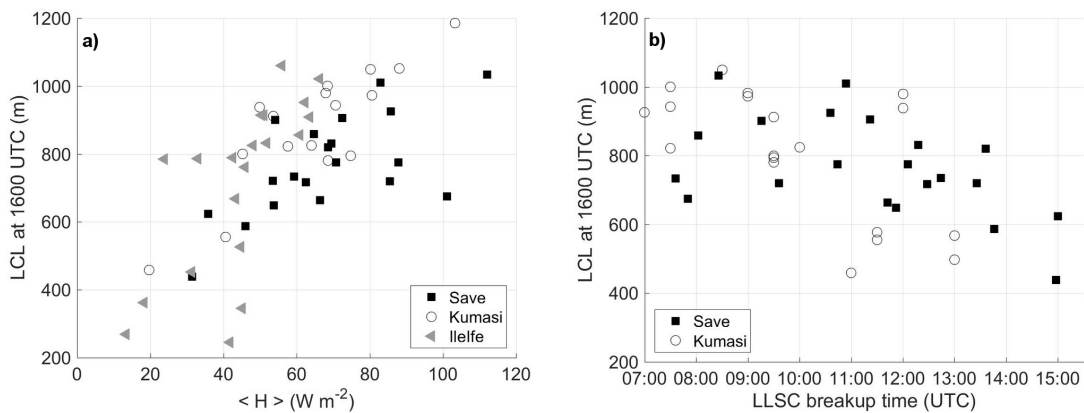 a)
LCL at 1600 UTC (m)
1200
1000
800
600
400
200
0
20
40
60
80
100
120
< H > (W m-2)
Save
Kumasi
Ilelfe
b)
LCL at 1600 UTC (m)
1200
1000
800
600
400
200
07:00 08:00 09:00 10:00 11:00 12:00 13:00 14:00 15:00
LLSC breakup time (UTC)
Save
Kumasi